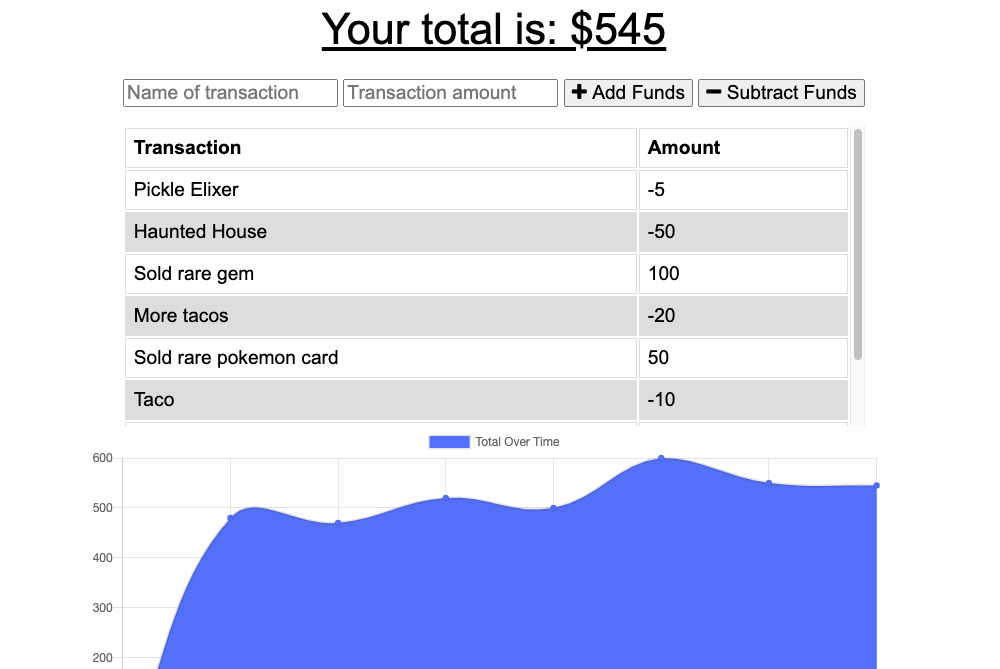 Your total is: $545
Name of transaction Transaction amount Add Funds Subtract Funds
Transaction Amount
Pickle Elixer -5
Haunted House -50
Sold rare gem 100
More tacos -20
Sold rare pokemon card 50
Taco -10
Total Over Time
600
500
400
300
200